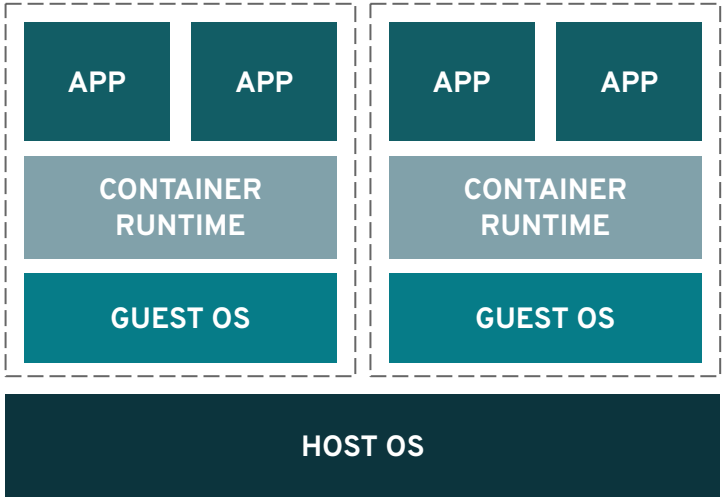 APP
APP
APP
APP
CONTAINER
RUNTIME
CONTAINER
RUNTIME
GUEST OS
GUEST OS
HOST OS